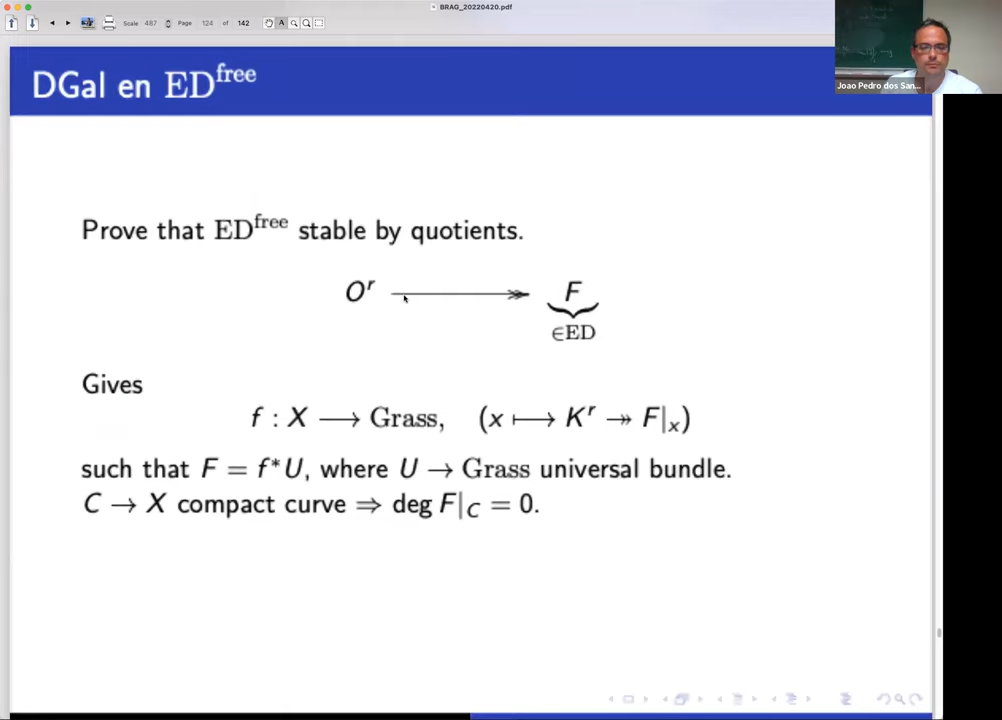 BRAG_20220420.pdf
Scale 487 Page 124 of 142
Joao Pedro dos San...
DGal en ED^free
Prove that ED^free stable by quotients.
O^r ↠ F
∈ED
Gives
f : X ⟶ Grass, (x ⟼ K^r ↠ F|_x)
such that F = f*U, where U → Grass universal bundle.
C → X compact curve ⇒ deg F|_C = 0.